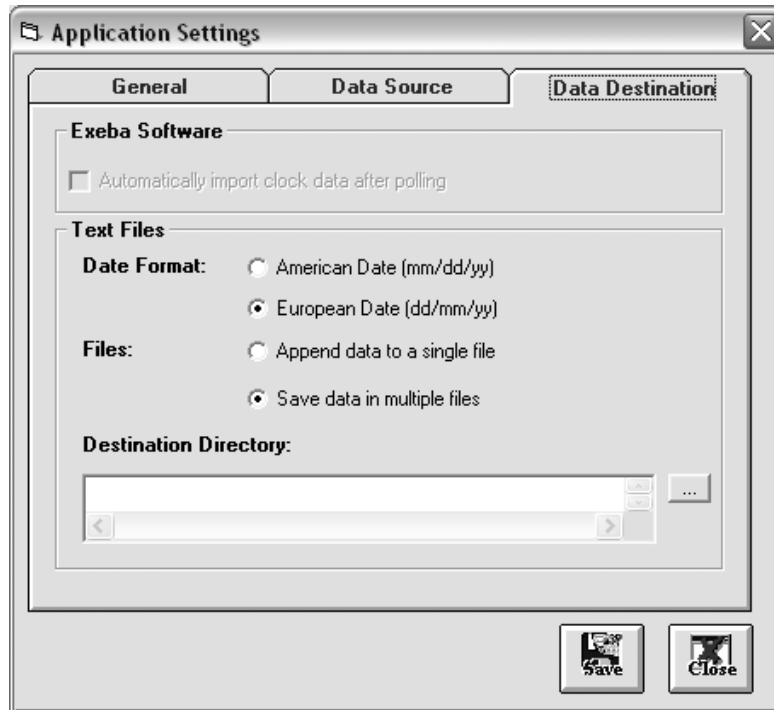 Application Settings
General Data Source Data Destination
Exeba Software
Automatically import clock data after polling
Text Files
Date Format: American Date (mm/dd/yy)
European Date (dd/mm/yy)
Files: Append data to a single file
Save data in multiple files
Destination Directory:
...
Save Close